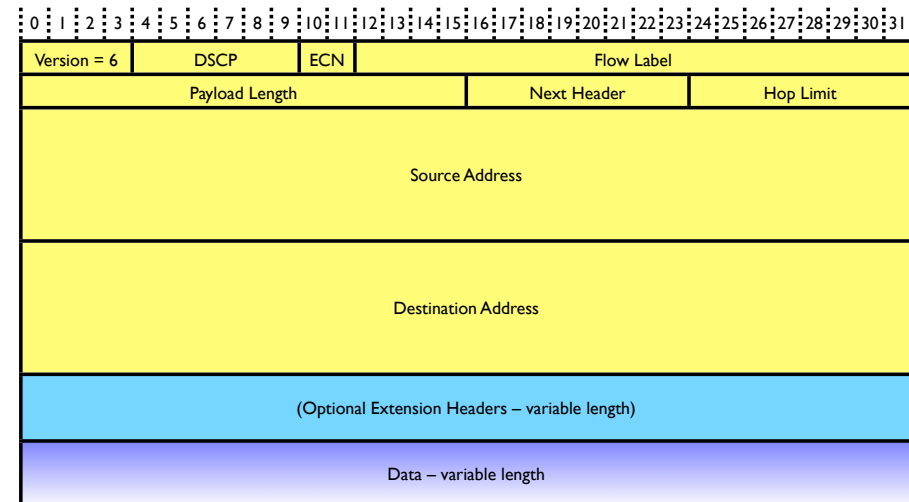 0 1 2 3 4 5 6 7 8 9 10 11 12 13 14 15 16 17 18 19 20 21 22 23 24 25 26 27 28 29 30 31
Version = 6 DSCP ECN Flow Label
Payload Length Next Header Hop Limit
Source Address
Destination Address
(Optional Extension Headers – variable length)
Data – variable length